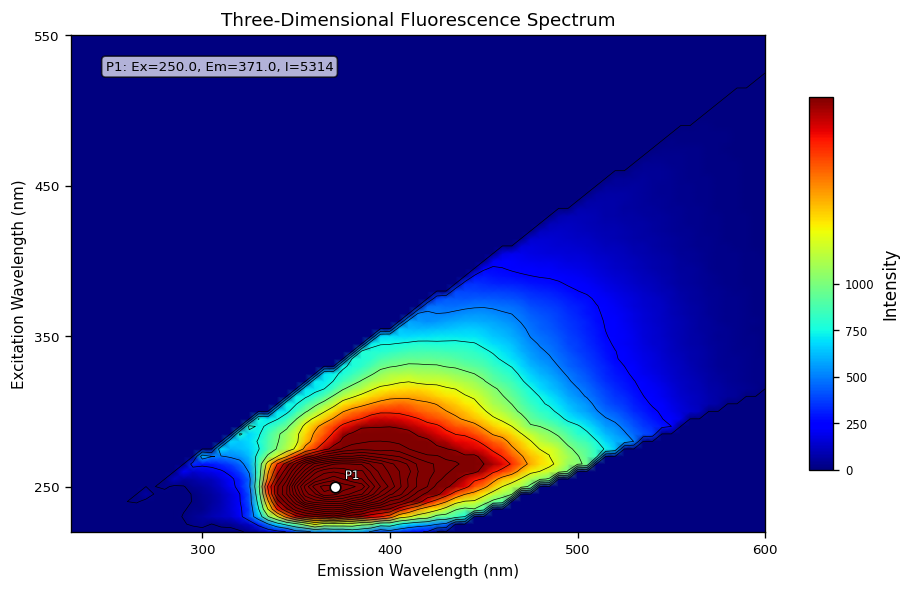 Three-Dimensional Fluorescence Spectrum
P1: Ex=250.0, Em=371.0, I=5314
550
450
350
250
Excitation Wavelength (nm)
P1
300
400
500
600
Emission Wavelength (nm)
1000
750
500
250
0
Intensity